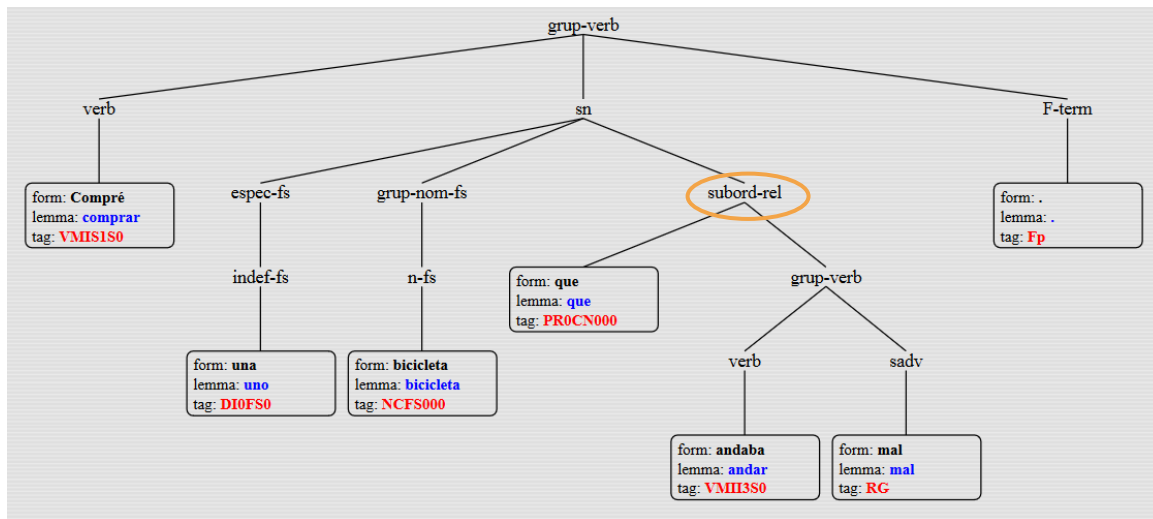 grup-verb
verb
sn
F-term
form: Compré
lemma: comprar
tag: VMIS1S0
espec-fs
grup-nom-fs
subord-rel
form: .
lemma: .
tag: Fp
indef-fs
n-fs
form: que
lemma: que
tag: PR0CN000
grup-verb
form: una
lemma: uno
tag: DI0FS0
form: bicicleta
lemma: bicicleta
tag: NCFS000
verb
sadv
form: andaba
lemma: andar
tag: VMII3S0
form: mal
lemma: mal
tag: RG